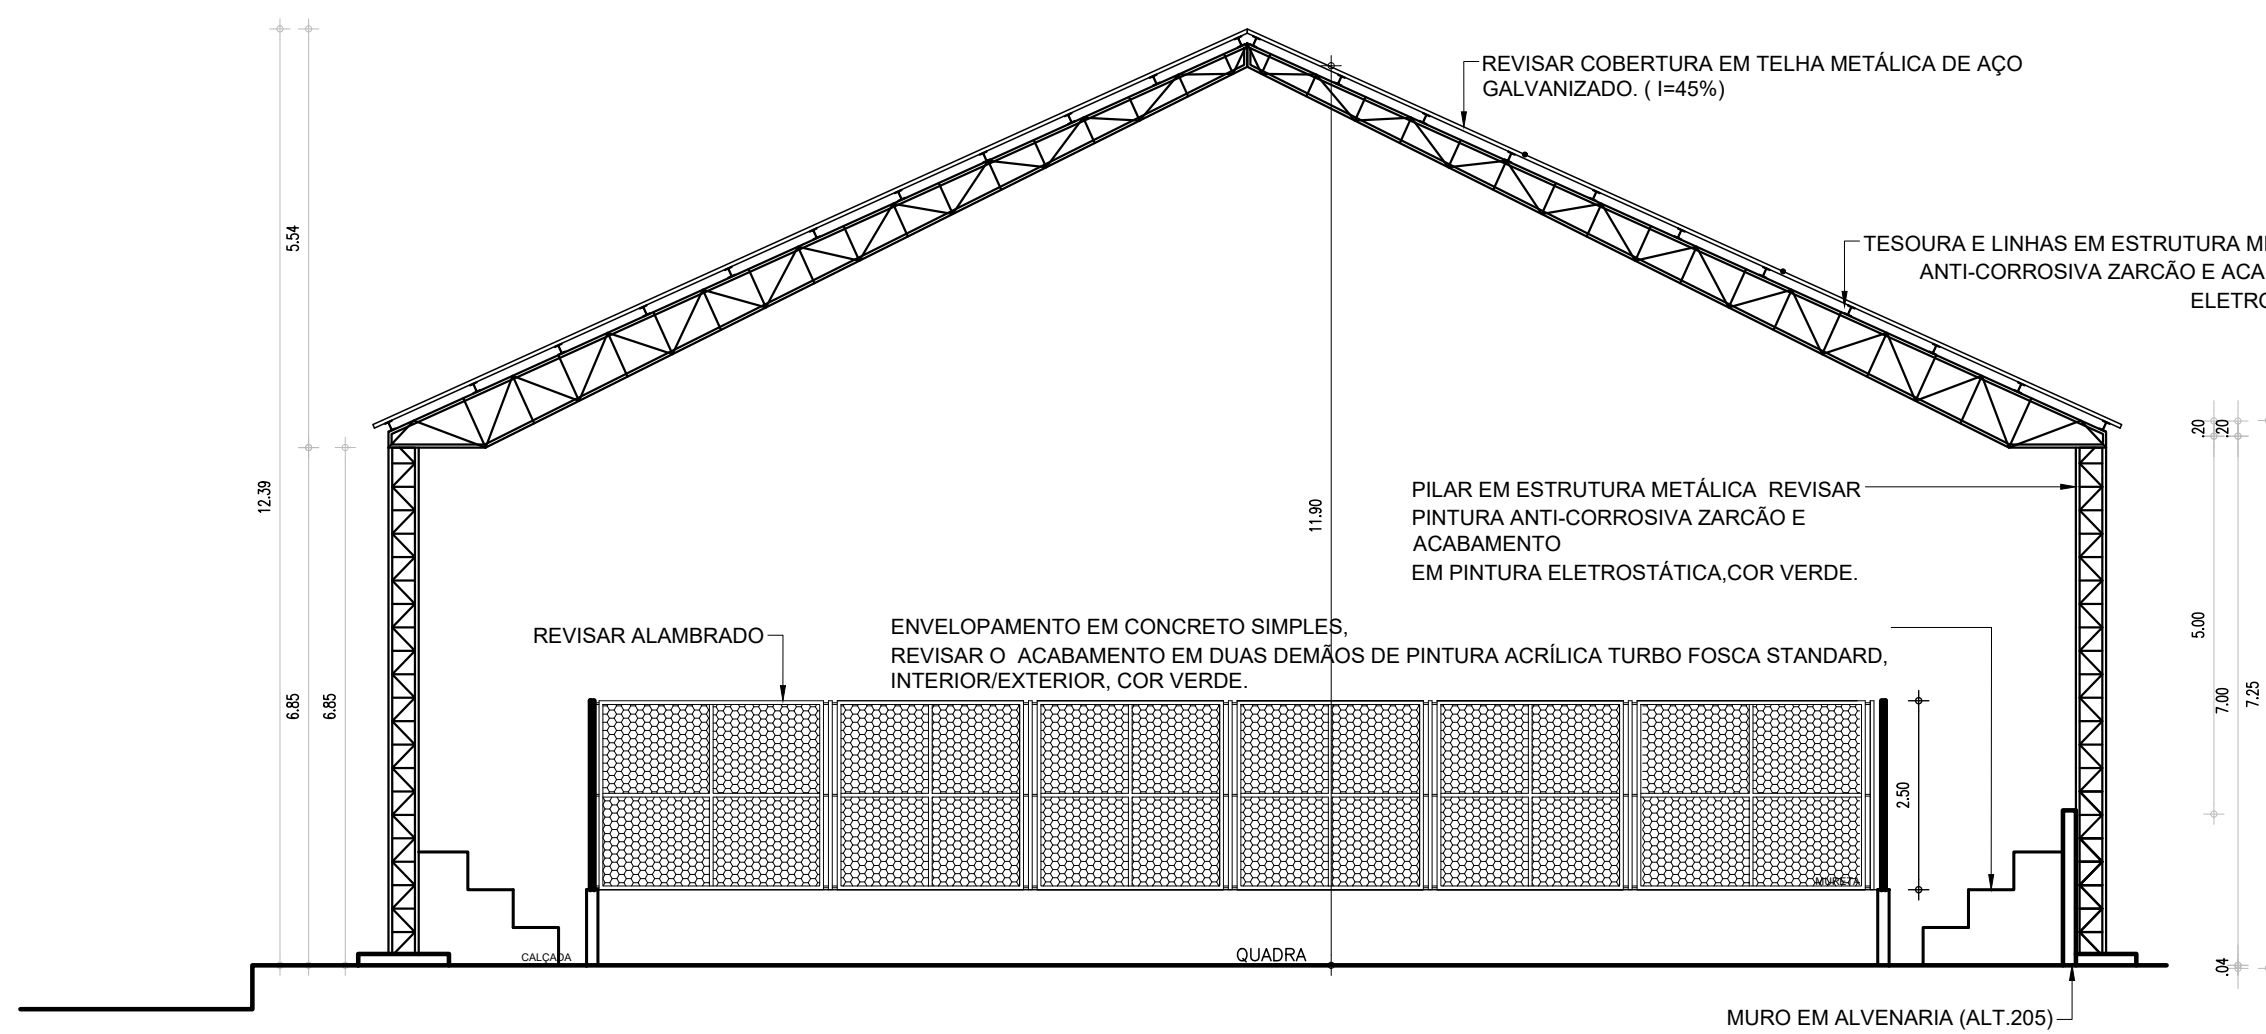 REVISAR COBERTURA EM TELHA METÁLICA DE AÇO
GALVANIZADO. ( I=45%)
5.54
TESOURA E LINHAS EM ESTRUTURA M
ANTI-CORROSIVA ZARCÃO E ACA
ELETRO
.20
.20
12.39
11.90
PILAR EM ESTRUTURA METÁLICA REVISAR
PINTURA ANTI-CORROSIVA ZARCÃO E
ACABAMENTO
EM PINTURA ELETROSTÁTICA,COR VERDE.
REVISAR ALAMBRADO
ENVELOPAMENTO EM CONCRETO SIMPLES,
REVISAR O ACABAMENTO EM DUAS DEMÃOS DE PINTURA ACRÍLICA TURBO FOSCA STANDARD,
INTERIOR/EXTERIOR, COR VERDE.
5.00
6.85
6.85
7.00
7.25
2.50
MURETA
CALÇADA
QUADRA
.04
MURO EM ALVENARIA (ALT.205)